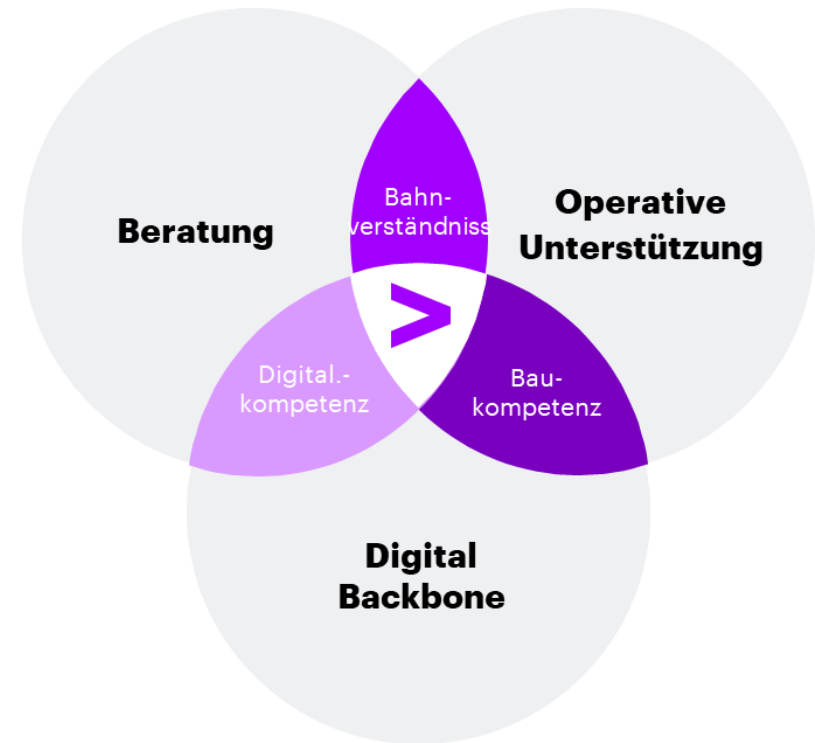 Bahn-
verständniss
Beratung
Operative
Unterstützung
>
Digital.-
kompetenz
Bau-
kompetenz
Digital
Backbone